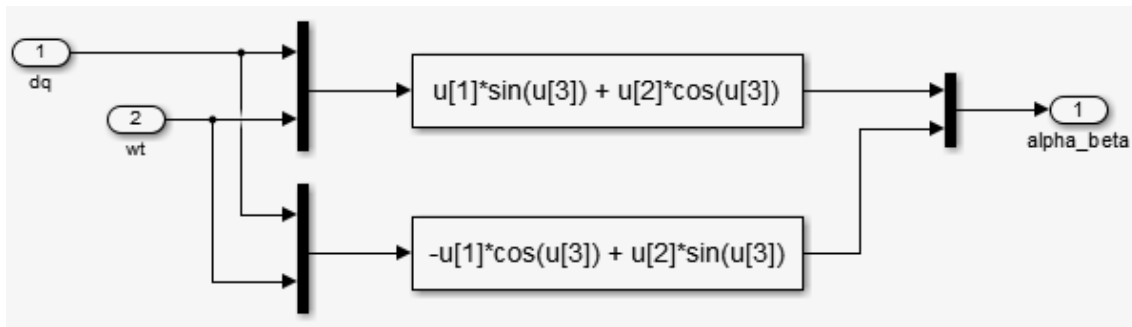 1
dq
2
wt
u[1]*sin(u[3]) + u[2]*cos(u[3])
-u[1]*cos(u[3]) + u[2]*sin(u[3])
1
alpha_beta